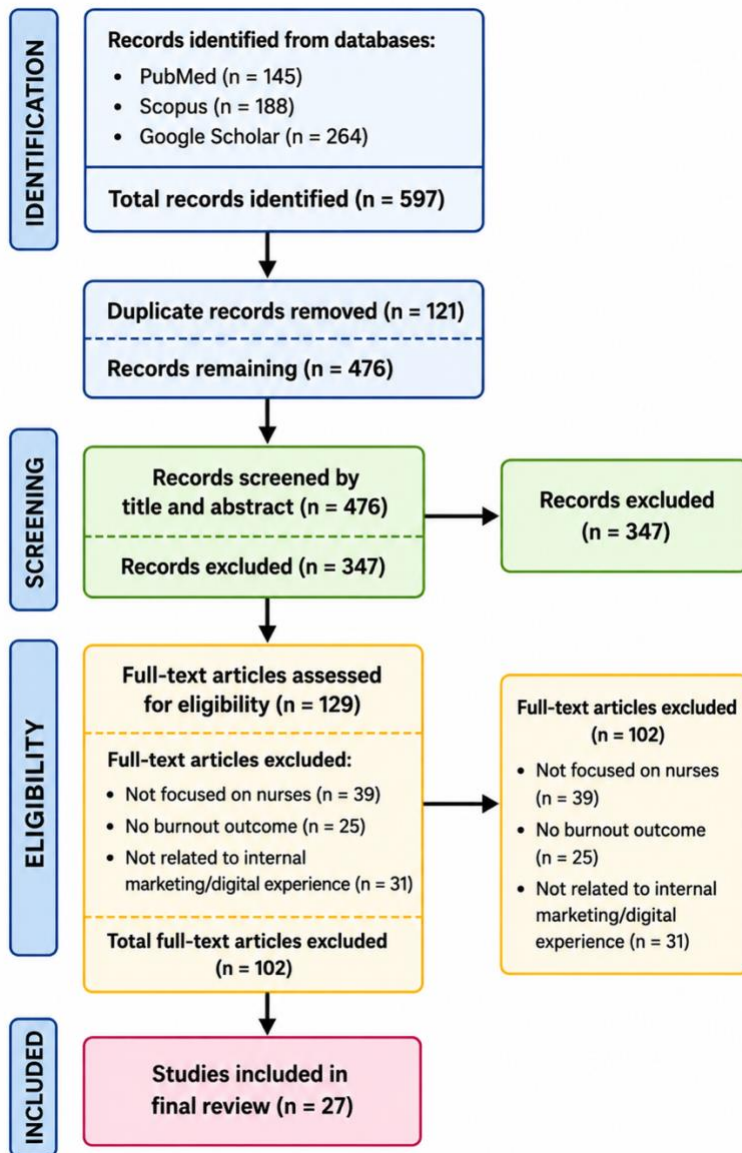 IDENTIFICATION
Records identified from databases:
• PubMed (n = 145)
• Scopus (n = 188)
• Google Scholar (n = 264)
Total records identified (n = 597)
Duplicate records removed (n = 121)
Records remaining (n = 476)
SCREENING
Records screened by
title and abstract (n = 476)
Records excluded (n = 347)
Records excluded
(n = 347)
ELIGIBILITY
Full-text articles assessed
for eligibility (n = 129)
Full-text articles excluded:
• Not focused on nurses (n = 39)
• No burnout outcome (n = 25)
• Not related to internal
marketing/digital experience (n = 31)
Total full-text articles excluded
(n = 102)
Full-text articles excluded
(n = 102)
• Not focused on nurses
(n = 39)
• No burnout outcome
(n = 25)
• Not related to internal
marketing/digital
experience (n = 31)
INCLUDED
Studies included in
final review (n = 27)